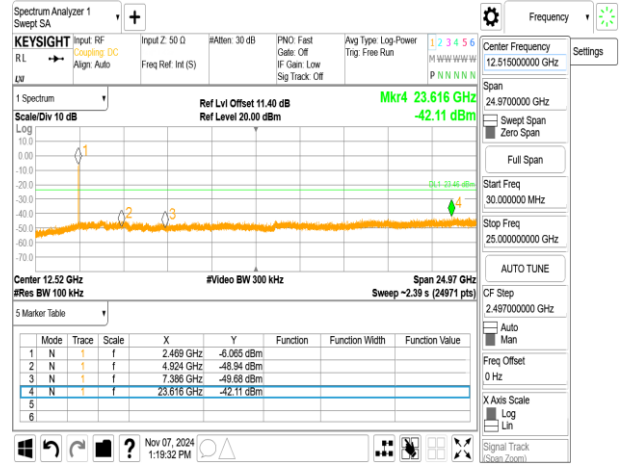 Spectrum Analyzer 1
Swept SA
Frequency
KEYSIGHT
Input: RF
Coupling: DC
Align: Auto
Input Z: 50 Ω
Freq Ref: Int (S)
#Atten: 30 dB
PNO: Fast
Gate: Off
IF Gain: Low
Sig Track: Off
Avg Type: Log-Power
Trig: Free Run
1 2 3 4 5 6
M W W W W W
P N N N N N
R L
LXI
Center Frequency
12.515000000 GHz
Settings
Span
24.9700000 GHz
Swept Span
Zero Span
Full Span
Start Freq
30.000000 MHz
Stop Freq
25.000000000 GHz
AUTO TUNE
CF Step
2.497000000 GHz
Auto
Man
Freq Offset
0 Hz
X Axis Scale
Log
Lin
Signal Track
(Span Zoom)
1 Spectrum
Scale/Div 10 dB
Log
Ref Lvl Offset 11.40 dB
Ref Level 20.00 dBm
Mkr4 23.616 GHz
-42.11 dBm
10.0
0.00
-10.0
-20.0
-30.0
-40.0
-50.0
-60.0
-70.0
1
2
3
4
DL1 -23.46 dBm
Center 12.52 GHz
#Res BW 100 kHz
#Video BW 300 kHz
Span 24.97 GHz
Sweep ~2.39 s (24971 pts)
5 Marker Table
Mode Trace Scale X Y Function Function Width Function Value
1 N 1 f 2.469 GHz -6.065 dBm
2 N 1 f 4.924 GHz -48.94 dBm
3 N 1 f 7.386 GHz -49.68 dBm
4 N 1 f 23.616 GHz -42.11 dBm
5
6
?
Nov 07, 2024
1:19:32 PM